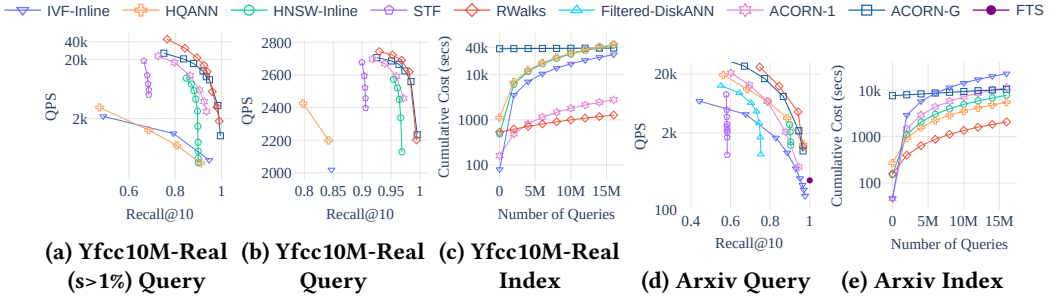 IVF-Inline HQANN HNSW-Inline STF RWalks Filtered-DiskANN ACORN-1 ACORN-G FTS
QPS
40k
20k
2k
0.6 0.8 1
Recall@10
(a) Yfcc10M-Real
(s>1%) Query
QPS
2800
2600
2400
2200
2000
0.8 0.85 0.9 0.95 1
Recall@10
(b) Yfcc10M-Real
Query
Cumulative Cost (secs)
40k
10k
1000
100
0 5M 10M 15M
Number of Queries
(c) Yfcc10M-Real
Index
QPS
20k
2k
100
0.4 0.6 0.8 1
Recall@10
(d) Arxiv Query
Cumulative Cost (secs)
10k
1000
100
0 5M 10M 15M
Number of Queries
(e) Arxiv Index